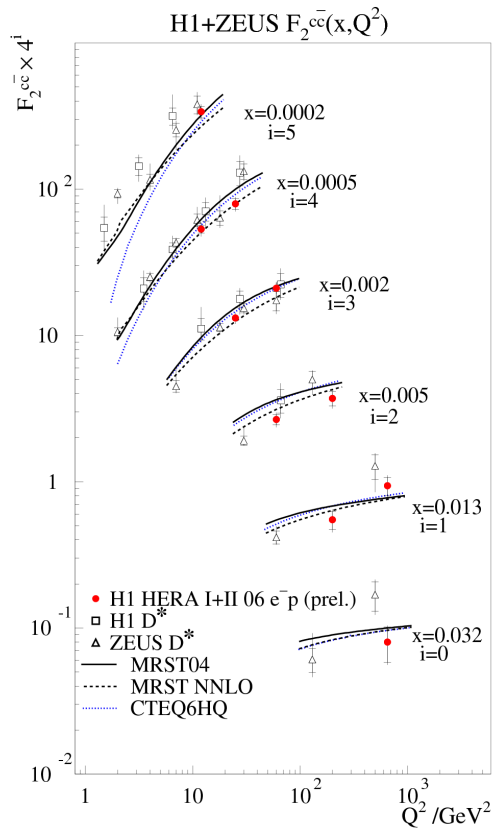 H1+ZEUS F₂ᶜᶜ̄(x,Q²)
F₂ᶜᶜ̄ × 4ⁱ
10²
10
1
10⁻¹
10⁻²
x=0.0002
i=5
x=0.0005
i=4
x=0.002
i=3
x=0.005
i=2
x=0.013
i=1
x=0.032
i=0
H1 HERA I+II 06 e⁻p (prel.)
H1 D*
ZEUS D*
MRST04
MRST NNLO
CTEQ6HQ
1 10 10² 10³
Q² /GeV²